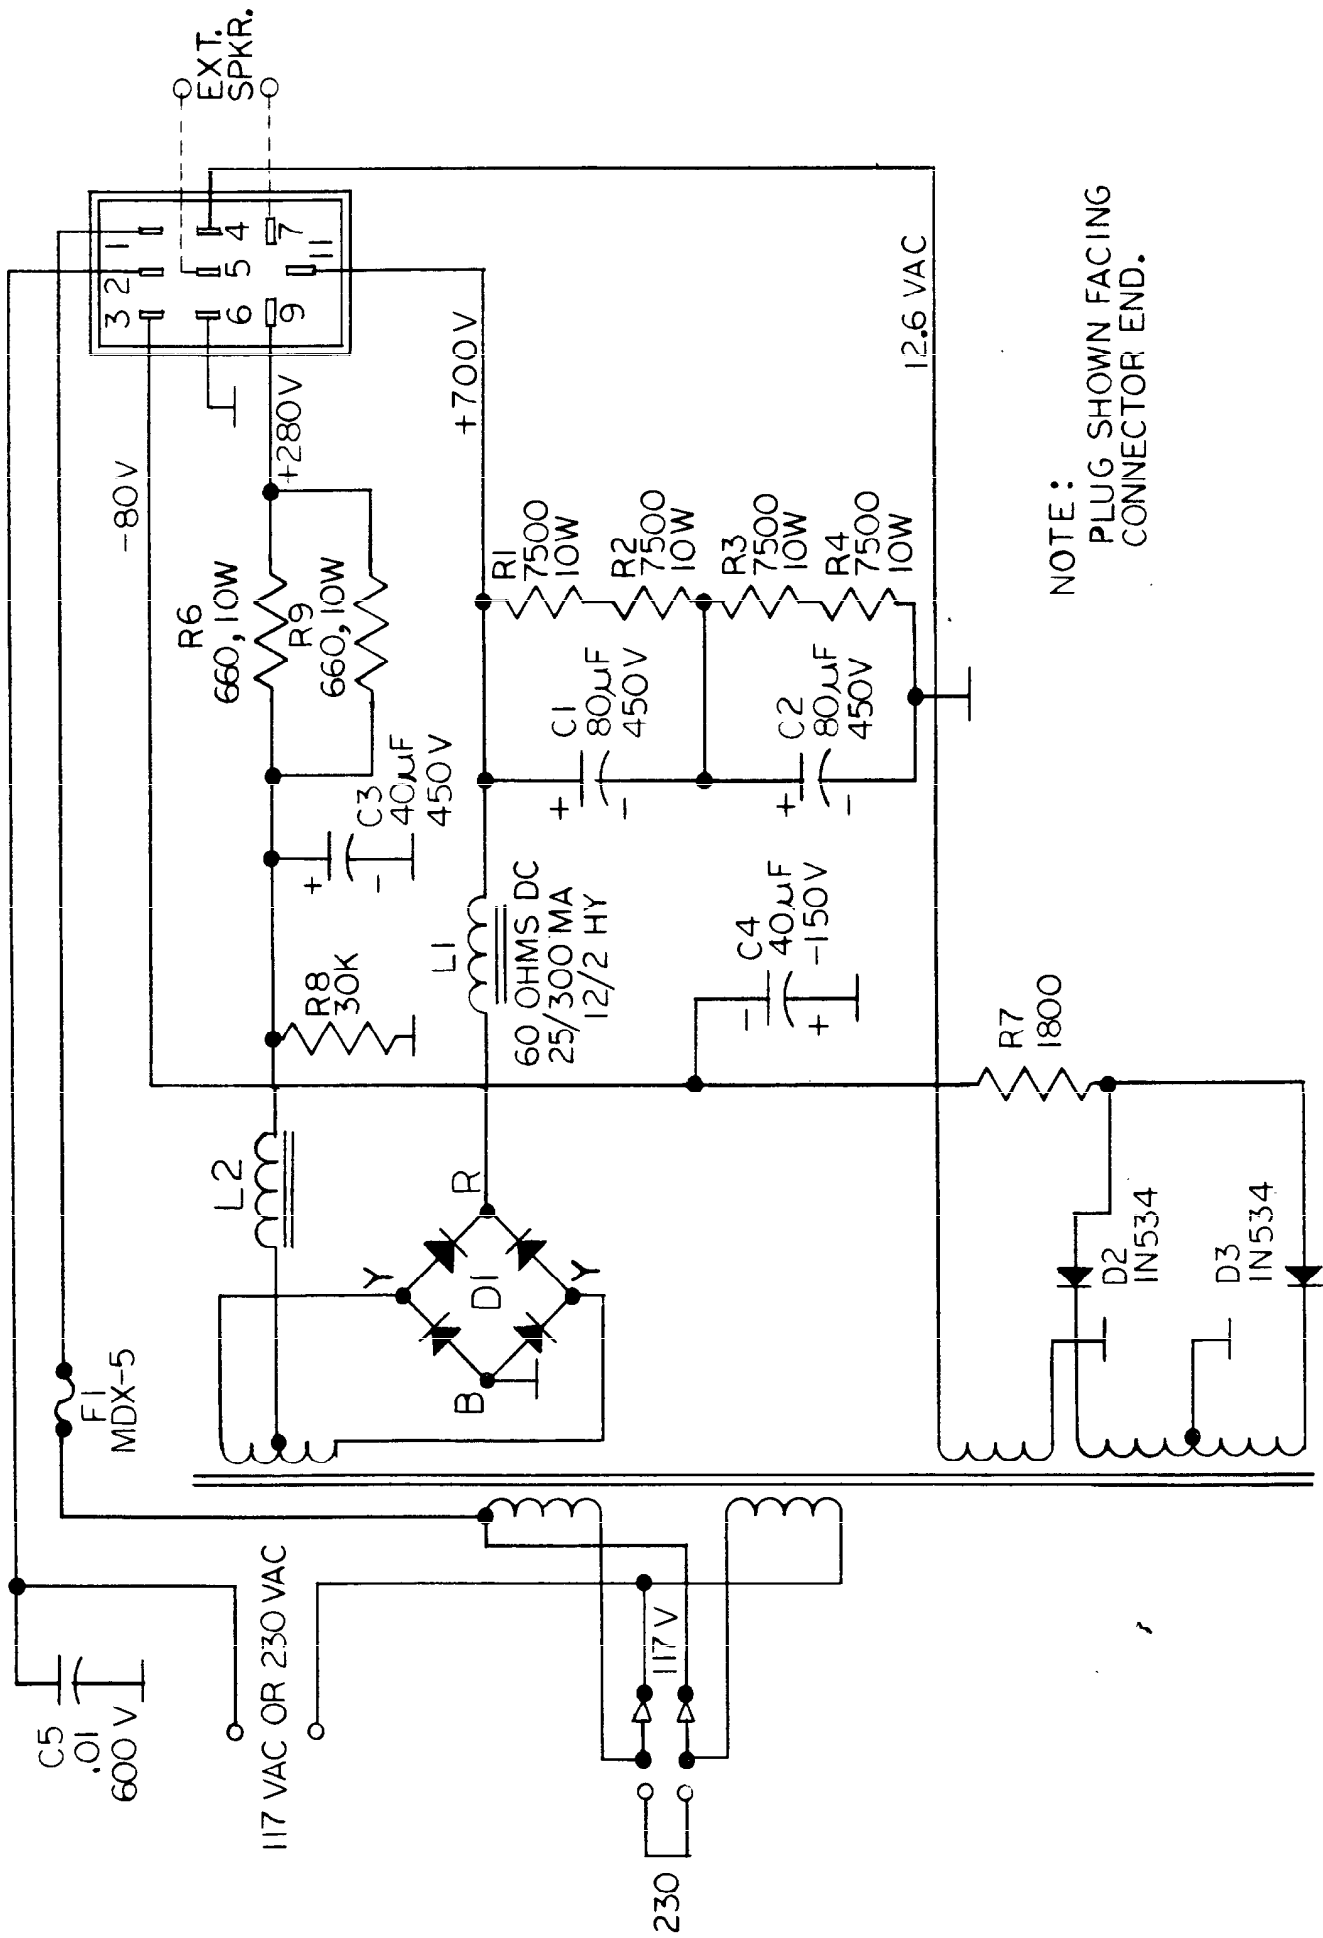 EXT.
SPKR.
1
2
3
4
5
6
7
9
11
-80V
+280V
+700V
12.6 VAC
R6
660, 10W
R9
660, 10W
C3
40µF
450V
R8
30K
L2
L1
60 OHMS DC
25/300 MA
12/2 HY
R1
7500
10W
R2
7500
10W
R3
7500
10W
R4
7500
10W
C1
80µF
450V
+
-
C2
80µF
450V
+
-
+
-
C4
40µF
-150V
-
+
R7
1800
NOTE:
PLUG SHOWN FACING
CONNECTOR END.
R
Y
D1
Y
B
D2
IN534
D3
IN534
F1
MDX-5
C5
.01
600 V
117 VAC OR 230 VAC
117 V
230